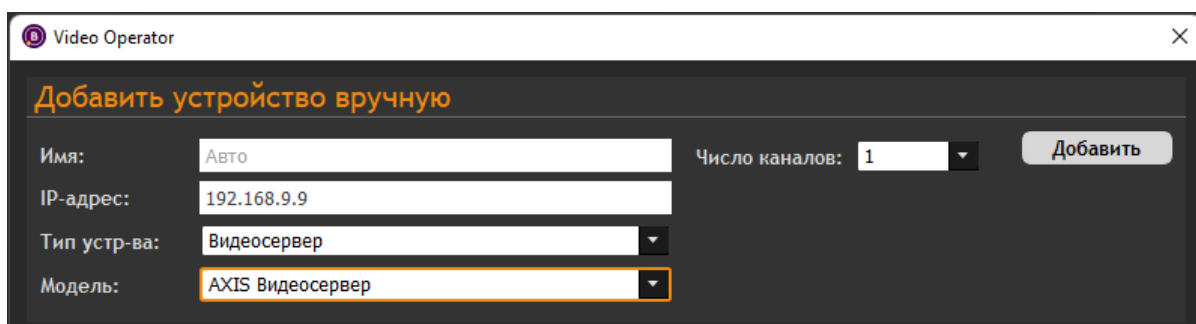 Video Operator
Добавить устройство вручную
Имя: Авто Число каналов: 1 Добавить
IP-адрес: 192.168.9.9
Тип устр-ва: Видеосервер
Модель: AXIS Видеосервер